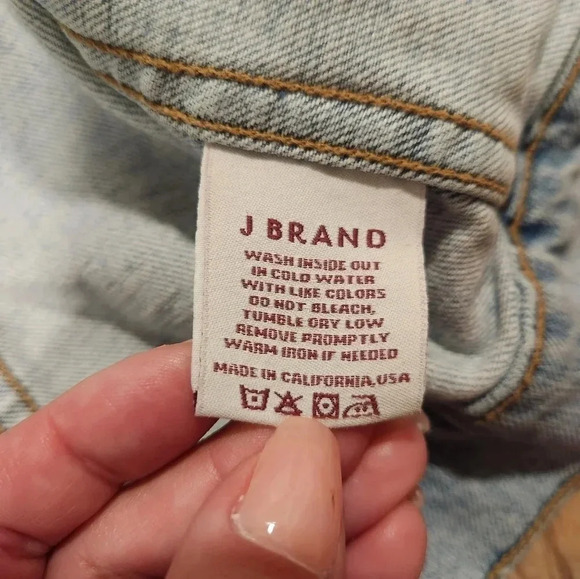 J BRAND
WASH INSIDE OUT
IN COLD WATER
WITH LIKE COLORS
DO NOT BLEACH,
TUMBLE DRY LOW
REMOVE PROMPTLY
WARM IRON IF NEEDED
MADE IN CALIFORNIA, USA